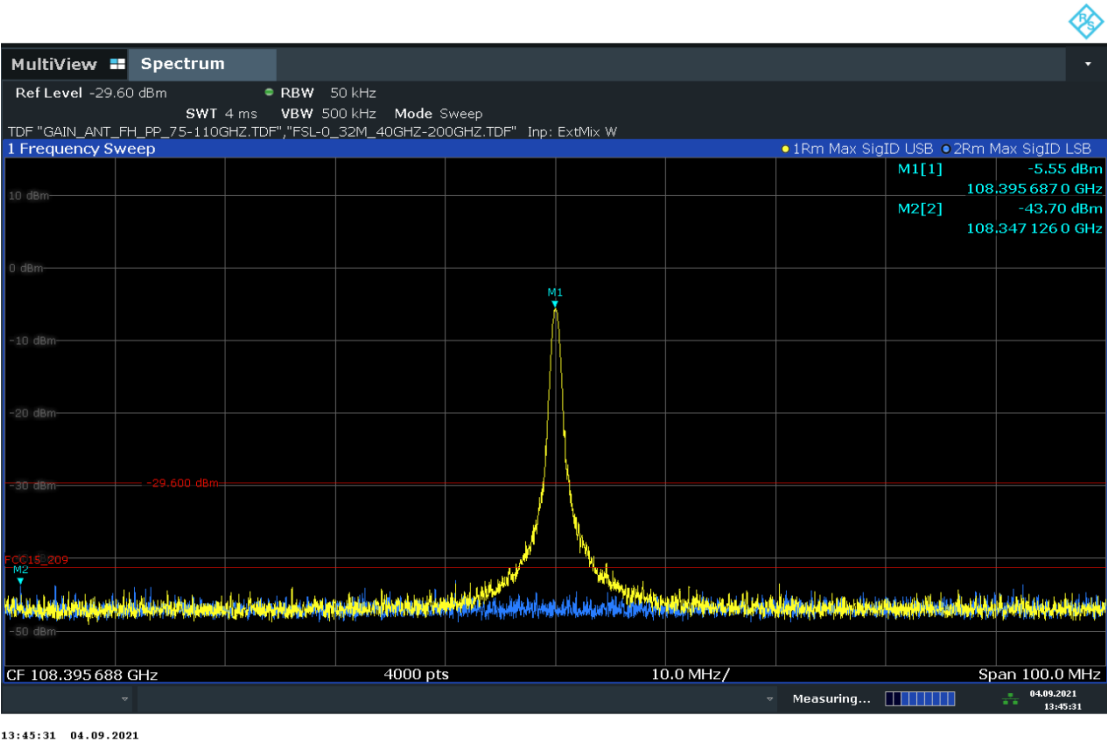 R S
MultiView Spectrum
Ref Level -29.60 dBm RBW 50 kHz
SWT 4 ms VBW 500 kHz Mode Sweep
TDF "GAIN_ANT_FH_PP_75-110GHZ.TDF","FSL-0_32M_40GHZ-200GHZ.TDF" Inp: ExtMix W
1 Frequency Sweep 1Rm Max SigID USB 2Rm Max SigID LSB
M1[1] -5.55 dBm
108.395 687 0 GHz
10 dBm
M2[2] -43.70 dBm
108.347 126 0 GHz
0 dBm
M1
-10 dBm
-20 dBm
-30 dBm -29.600 dBm
FCC15_209
M2
-50 dBm
CF 108.395 688 GHz 4000 pts 10.0 MHz/ Span 100.0 MHz
Measuring... 04.09.2021
13:45:31
13:45:31 04.09.2021